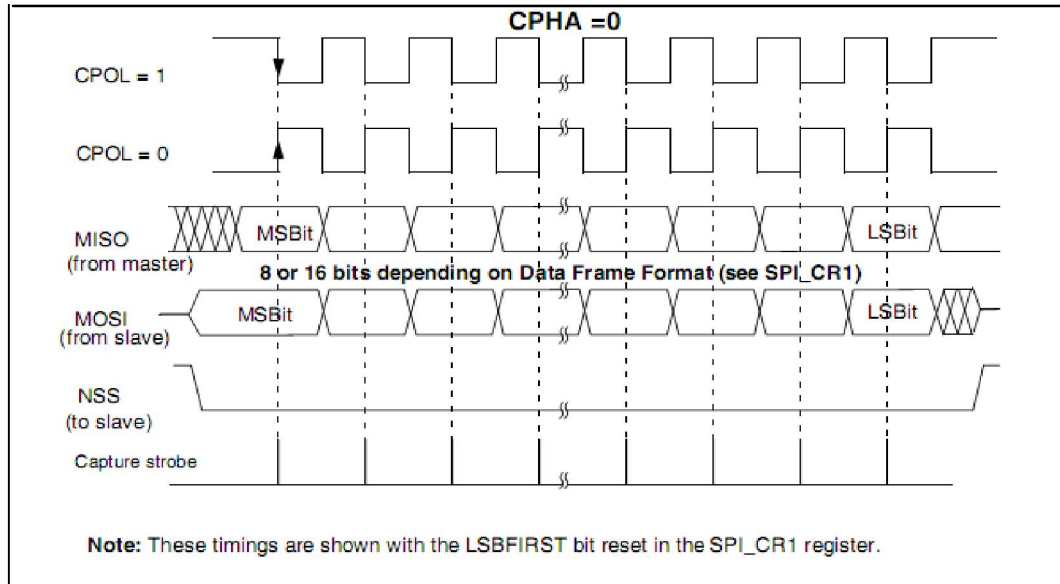 CPHA =0
CPOL = 1
CPOL = 0
MSBit
LSBit
MISO
(from master)
8 or 16 bits depending on Data Frame Format (see SPI_CR1)
MSBit
LSBit
MOSI
(from slave)
NSS
(to slave)
Capture strobe
Note: These timings are shown with the LSBFIRST bit reset in the SPI_CR1 register.